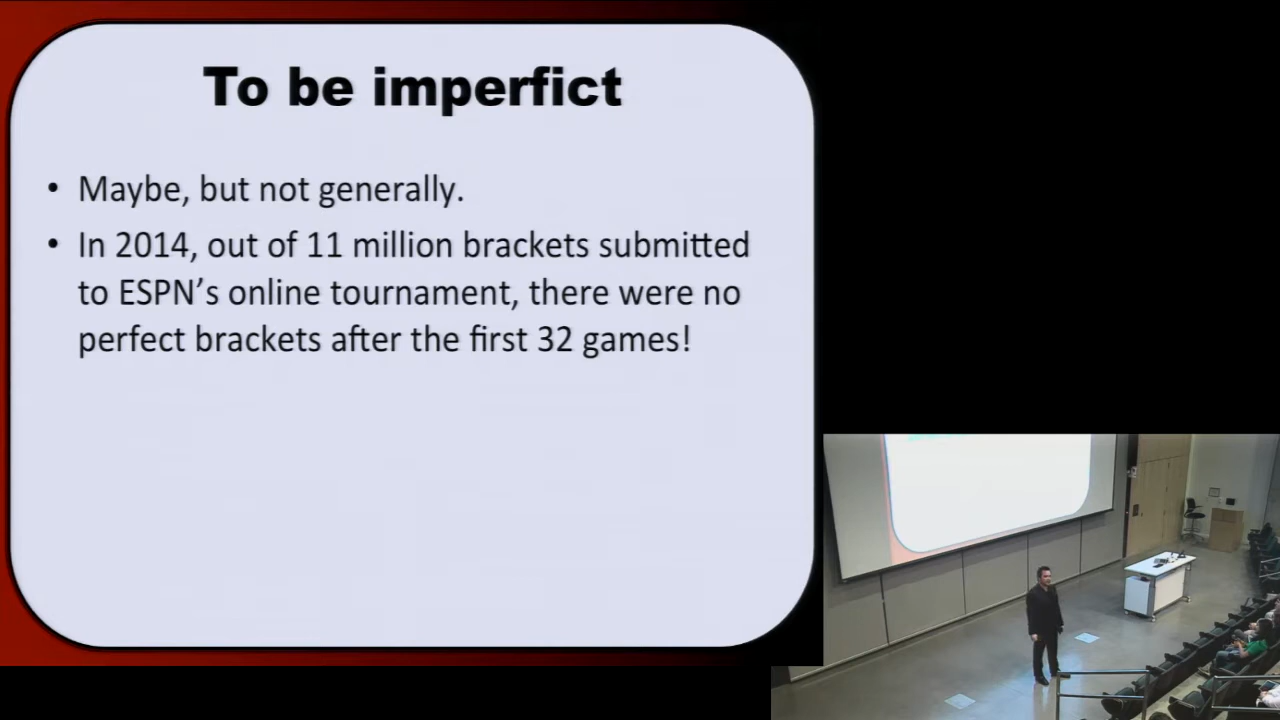 To be imperfict
• Maybe, but not generally.
• In 2014, out of 11 million brackets submitted
to ESPN’s online tournament, there were no
perfect brackets after the first 32 games!